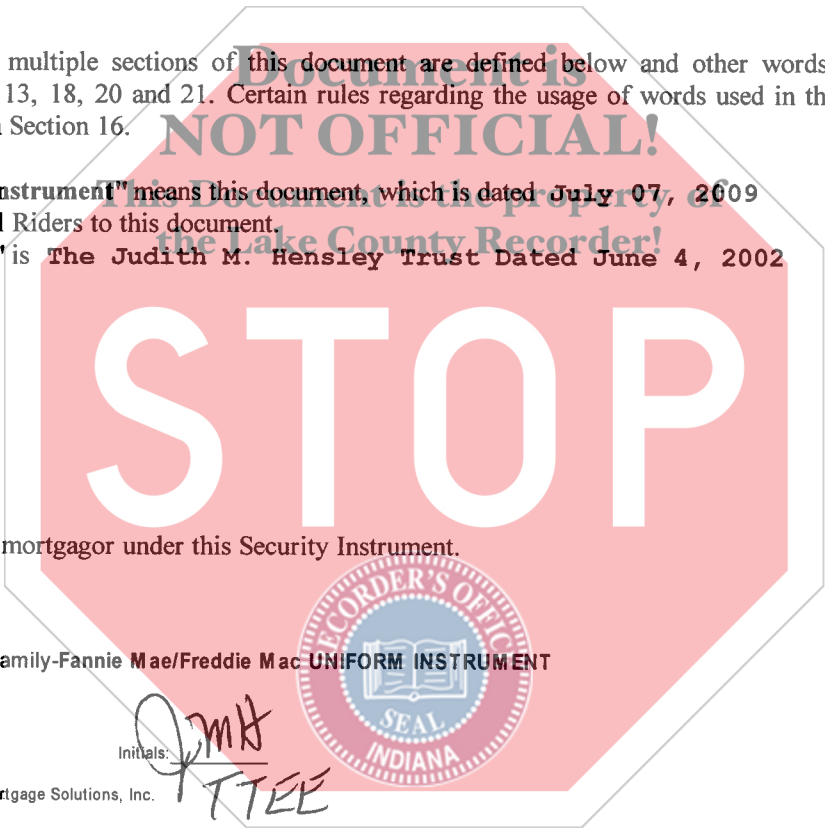 multiple sections of this document are defined below and other words
Document is
13, 18, 20 and 21. Certain rules regarding the usage of words used in th
Section 16.
NOT OFFICIAL!
nstrument" means this document, which is dated July 07, 2009
This Document is the property of
Riders to this document.
the Lake County Recorder!
" is The Judith M. Hensley Trust Dated June 4, 2002
STOP
mortgagor under this Security Instrument.
RECORDER'S OFFICE
amily-Fannie Mae/Freddie Mac UNIFORM INSTRUMENT
SEAL
INDIANA
Initials: JMH
rtgage Solutions, Inc.
TTEE